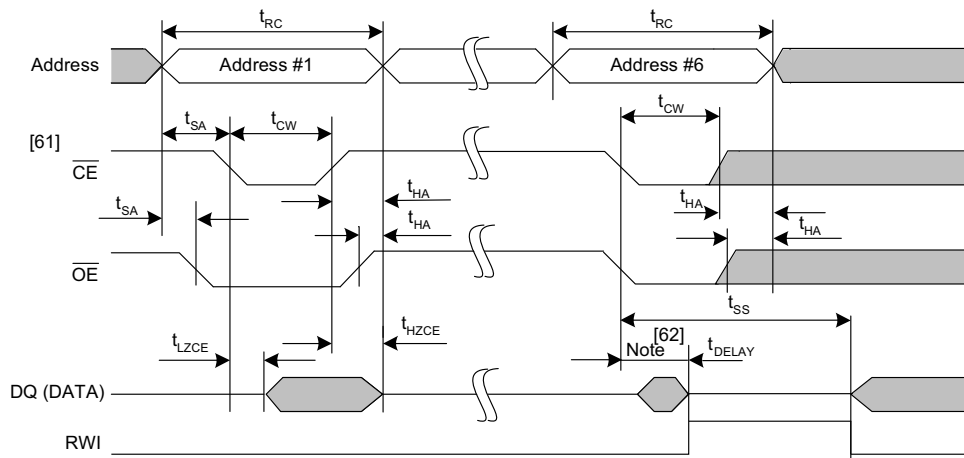 tRC
tRC
Address
Address #1
Address #6
tSA
tCW
tCW
[61]
CE
tSA
tHA
tHA
tHA
tHA
OE
tSS
tLZCE
tHZCE
[62]
Note
tDELAY
DQ (DATA)
RWI